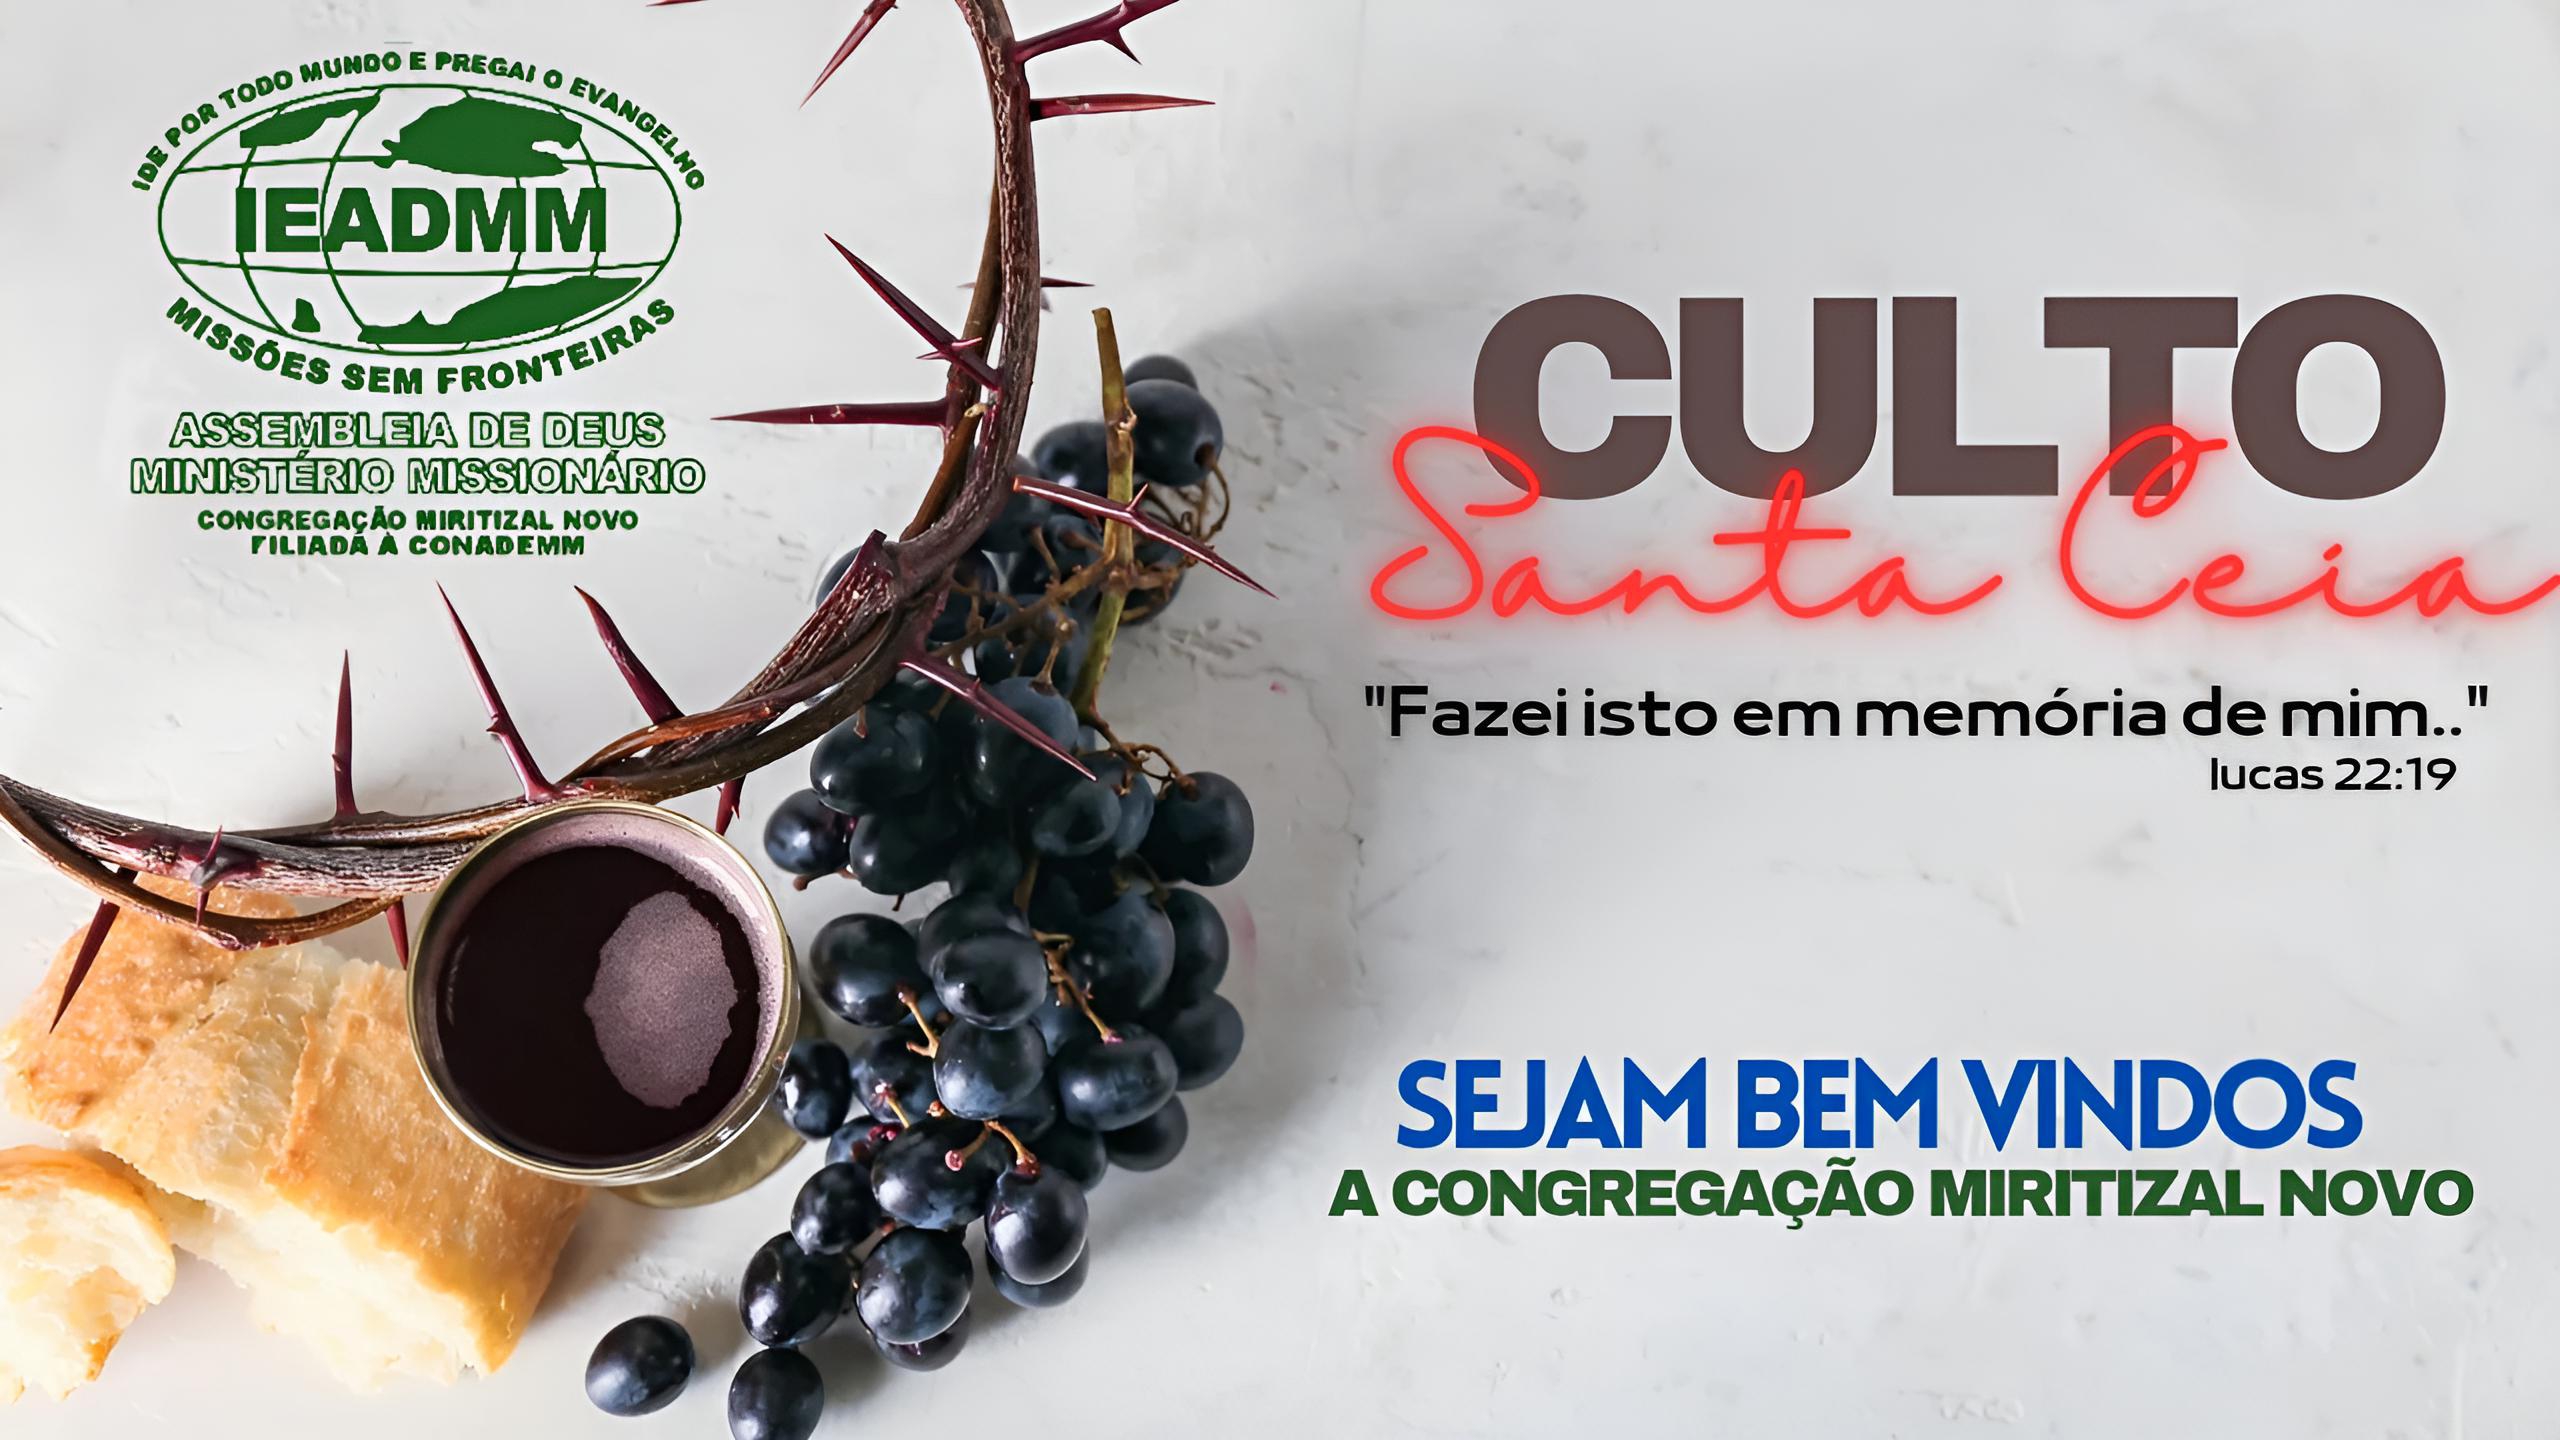 IDE POR TODO MUNDO E PREGAI O EVANGELHO
IEADMM
MISSÕES SEM FRONTEIRAS
ASSEMBLEIA DE DEUS
MINISTÉRIO MISSIONÁRIO
CONGREGAÇÃO MIRITIZAL NOVO
FILIADA À CONADEMM
CULTO
Santa Ceia
"Fazei isto em memória de mim.."
lucas 22:19
SEJAM BEM VINDOS
A CONGREGAÇÃO MIRITIZAL NOVO